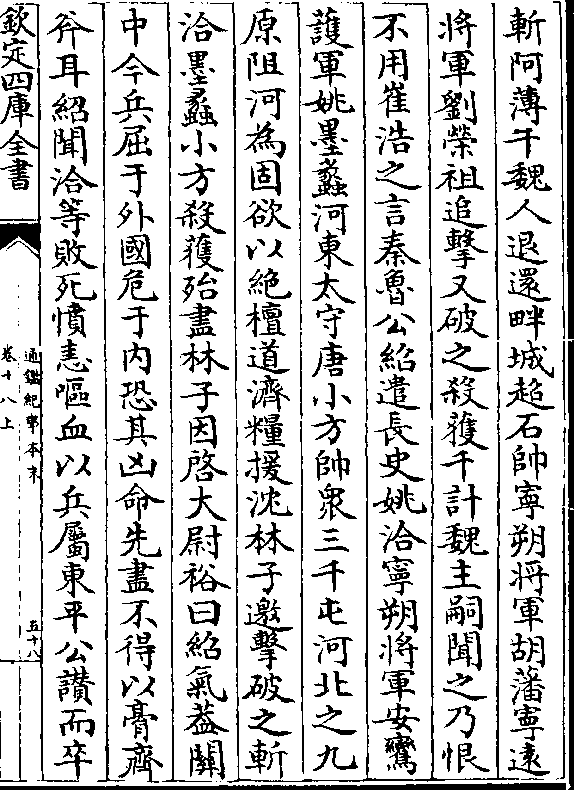 斬阿薄干魏人退還畔城超石帥寧朔將軍胡藩寧遠
將軍劉榮祖追擊又破之殺獲千計魏主嗣聞之乃恨
不用崔浩之言秦魯公紹遣長史姚洽寧朔將軍安鸞
護軍姚墨蠡河東太守唐小方帥衆三千屯河北之九
原阻河為固欲以絶檀道濟糧援沈林子邀擊破之斬
洽墨蠡小方殺獲殆盡林子因啓太尉裕曰紹氣葢關
中今兵屈于外國危于内恐其凶命先盡不得以膏齊
斧耳紹聞洽等敗死憤恚嘔血以兵屬東平公讃而卒
欽定四庫全書
通鑑紀事本末
卷十八上
五十八